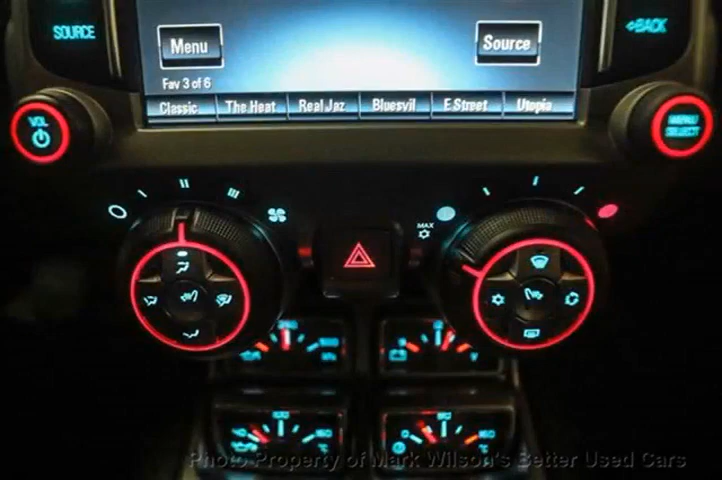 SOURCE
BACK
Menu
Source
Fav 3 of 6
Classic The Heat Real Jaz Bluesvil E Street Utopia
VOL
MENU SELECT
MAX
Photo Property of Mark Wilson's Better Used Cars